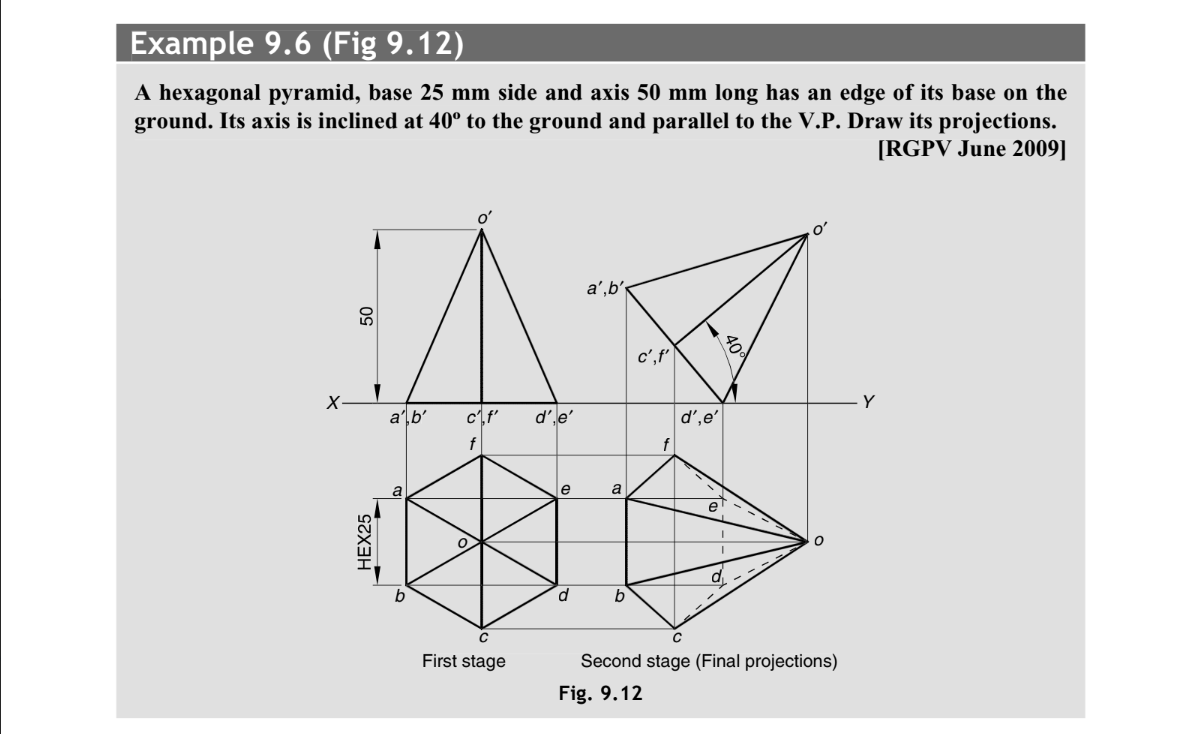 Example 9.6 (Fig 9.12)
A hexagonal pyramid, base 25 mm side and axis 50 mm long has an edge of its base on the
ground. Its axis is inclined at 40º to the ground and parallel to the V.P. Draw its projections.
[RGPV June 2009]
o′
o′
a′,b′
50
40°
c′,f′
X
Y
a′,b′
c′,f′
d′,e′
d′,e′
f
f
a
e
a
e
HEX25
o
o
d
b
d
b
c
c
First stage
Second stage (Final projections)
Fig. 9.12